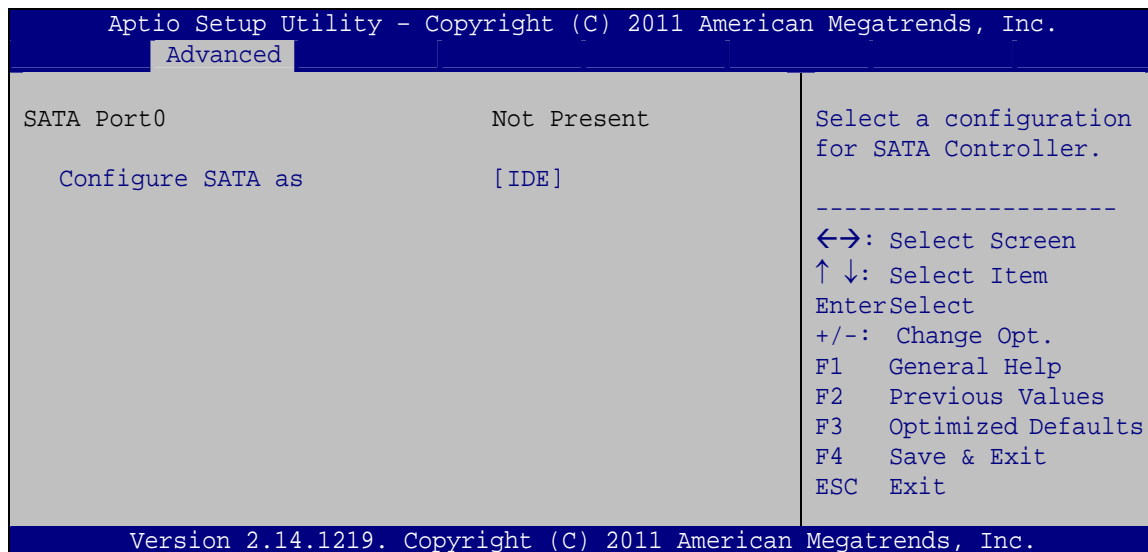 Aptio Setup Utility – Copyright (C) 2011 American Megatrends, Inc.
Advanced
SATA Port0 Not Present
Configure SATA as [IDE]
Select a configuration
for SATA Controller.
---------------------
←→: Select Screen
↑ ↓: Select Item
EnterSelect
+/-: Change Opt.
F1 General Help
F2 Previous Values
F3 Optimized Defaults
F4 Save & Exit
ESC Exit
Version 2.14.1219. Copyright (C) 2011 American Megatrends, Inc.